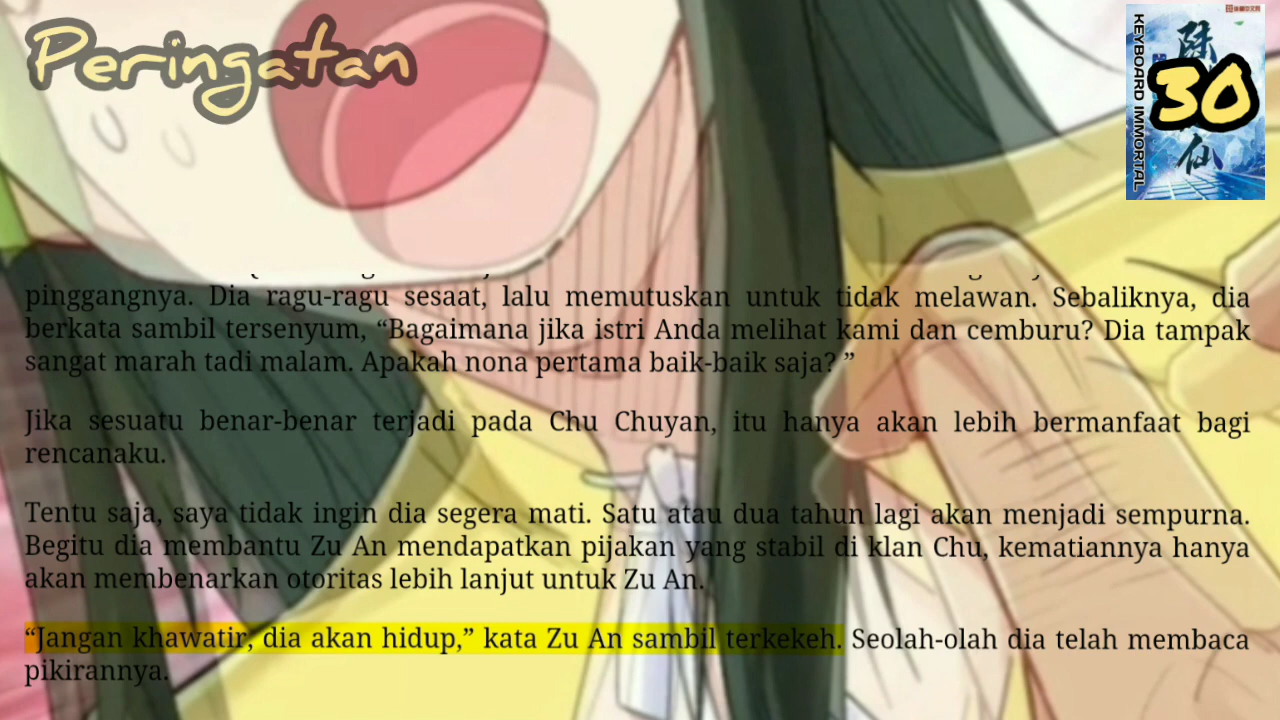 Peringatan
KEYBOARD IMMORTAL
30
仙
pinggangnya. Dia ragu-ragu sesaat, lalu memutuskan untuk tidak melawan. Sebaliknya, dia
berkata sambil tersenyum, “Bagaimana jika istri Anda melihat kami dan cemburu? Dia tampak
sangat marah tadi malam. Apakah nona pertama baik-baik saja? ”
Jika sesuatu benar-benar terjadi pada Chu Chuyan, itu hanya akan lebih bermanfaat bagi
rencanaku.
Tentu saja, saya tidak ingin dia segera mati. Satu atau dua tahun lagi akan menjadi sempurna.
Begitu dia membantu Zu An mendapatkan pijakan yang stabil di klan Chu, kematiannya hanya
akan membenarkan otoritas lebih lanjut untuk Zu An.
“Jangan khawatir, dia akan hidup,” kata Zu An sambil terkekeh. Seolah-olah dia telah membaca
pikirannya.